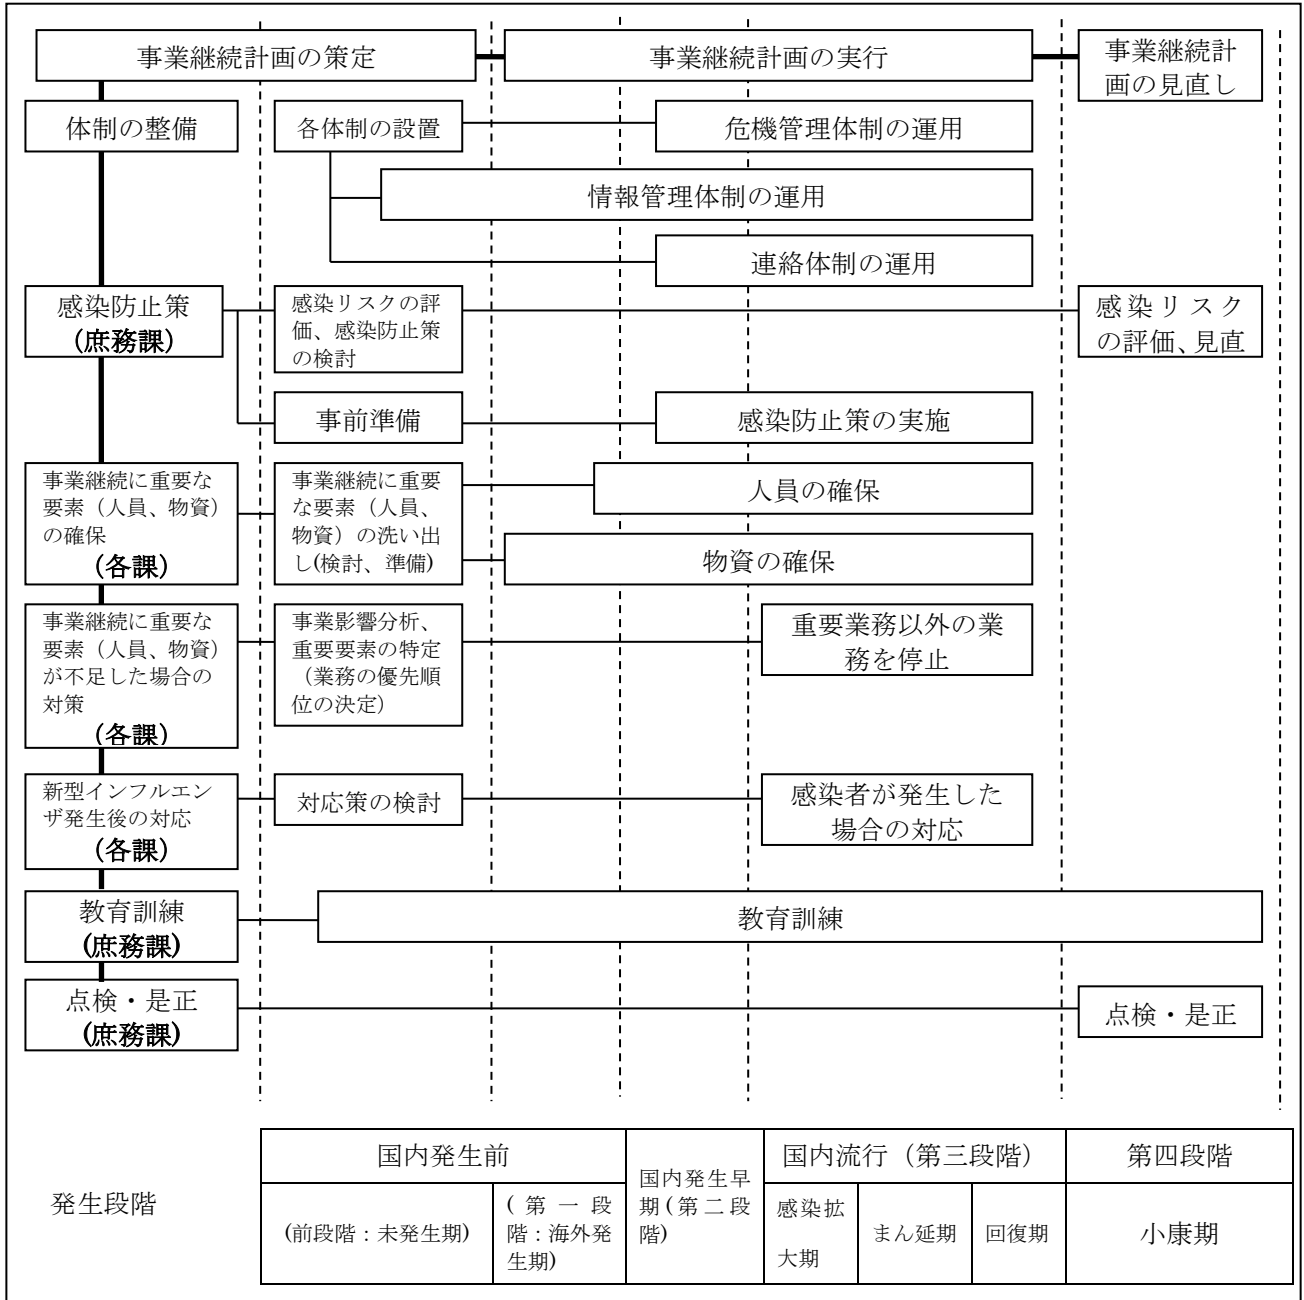 事業継続計画の策定
事業継続計画の実行
事業継続計
画の見直し
体制の整備
各体制の設置
危機管理体制の運用
情報管理体制の運用
連絡体制の運用
感染防止策
(庶務課)
感染リスクの評
価、感染防止策
の検討
感染リスク
の評価、見直
事前準備
感染防止策の実施
事業継続に重要な
要素（人員、物資）
の確保
（各課）
事業継続に重要
な要素（人員、
物資）の洗い出
し(検討、準備)
人員の確保
物資の確保
事業継続に重要な
要素（人員、物資）
が不足した場合の
対策
（各課）
事業影響分析、
重要要素の特定
（業務の優先順
位の決定）
重要業務以外の業
務を停止
新型インフルエン
ザ発生後の対応
（各課）
対応策の検討
感染者が発生した
場合の対応
教育訓練
(庶務課)
教育訓練
点検・是正
(庶務課)
点検・是正
発生段階
国内発生前
(前段階：未発生期)
(第一段
階：海外発
生期)
国内発生早
期(第二段
階)
国内流行（第三段階）
感染拡
大期
まん延期
回復期
第四段階
小康期